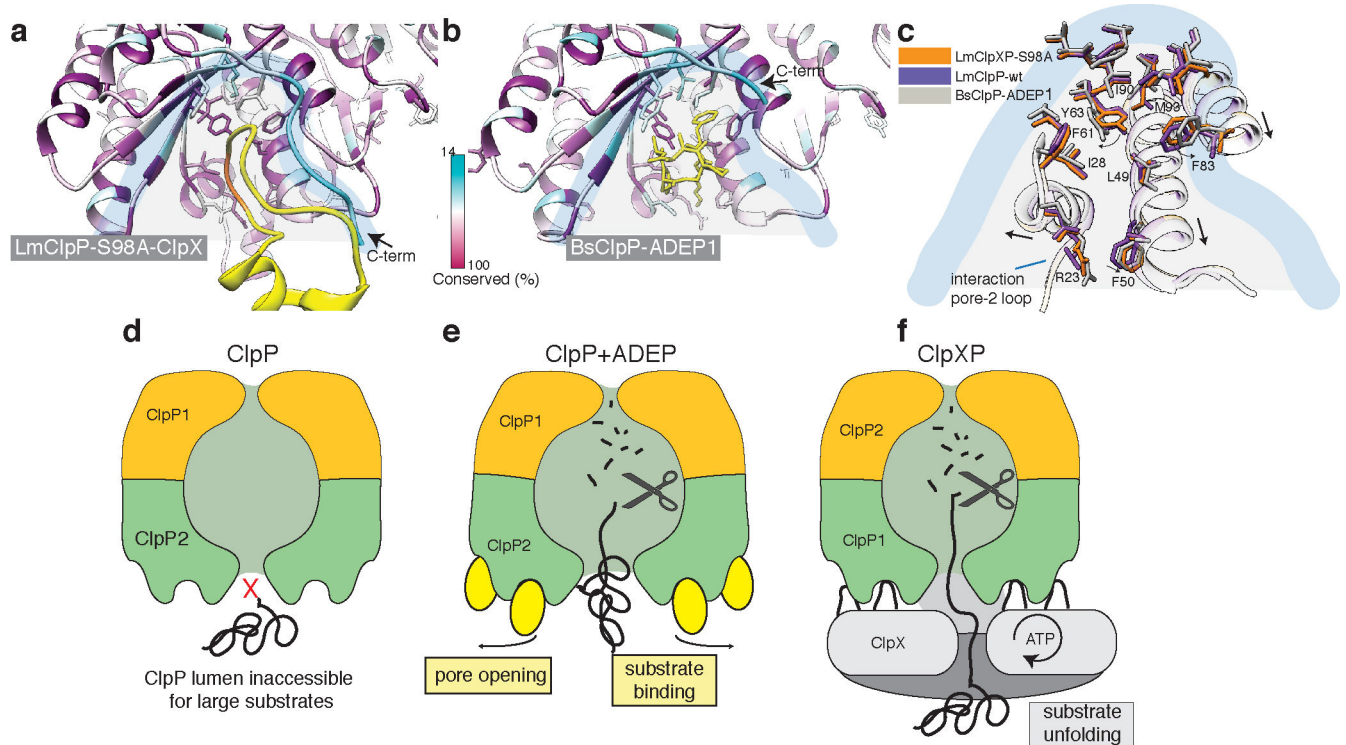 a
b
c
C-term
LmClpXP-S98A
LmClpP-wt
BsClpP-ADEP1
I90
M93
Y63
F61
F83
I28
L49
14
100
Conserved (%)
LmClpP-S98A-ClpX
C-term
BsClpP-ADEP1
interaction
pore-2 loop
R23
F50
d
e
f
ClpP
ClpP+ADEP
ClpXP
ClpP1
ClpP1
ClpP2
ClpP2
ClpP2
ClpP1
X
ClpX
ATP
ClpP lumen inaccessible
for large substrates
pore opening
substrate
binding
substrate
unfolding